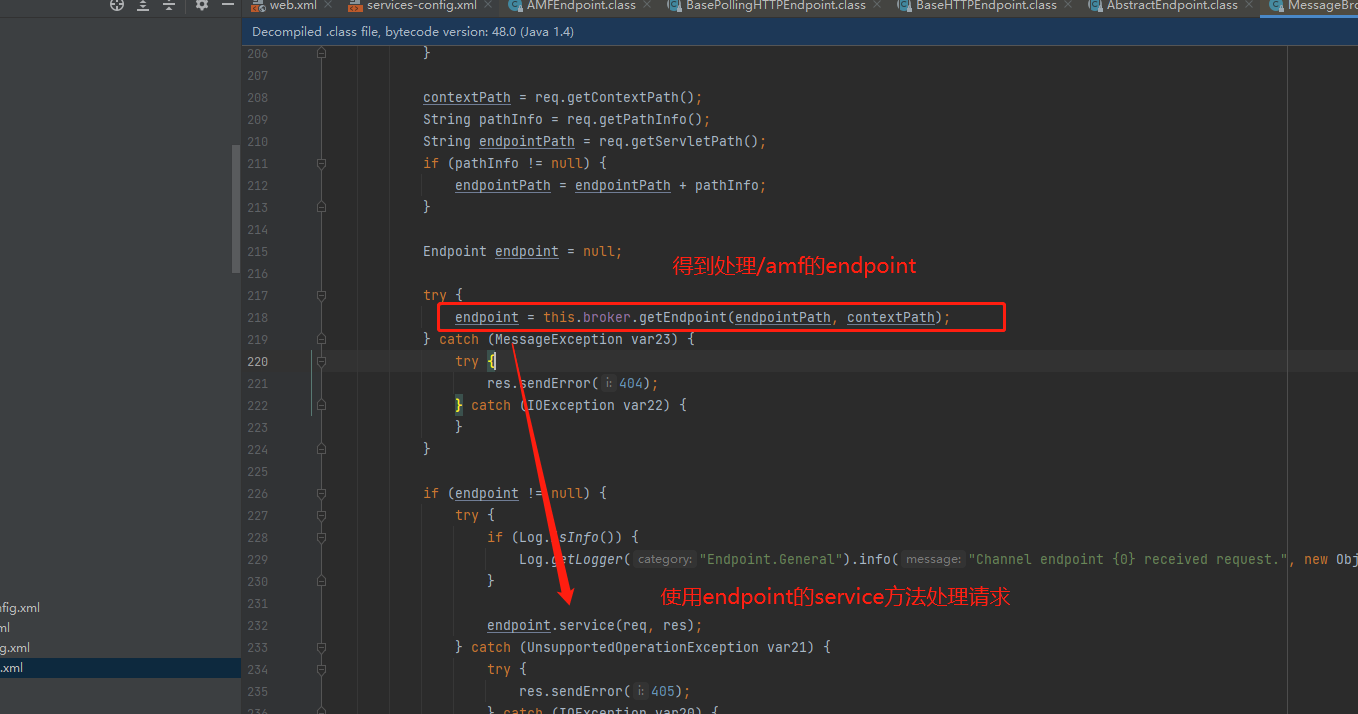 web.xml services-config.xml AMFEndpoint.class BasePollingHTTPEndpoint.class BaseHTTPEndpoint.class AbstractEndpoint.class MessageBro
Decompiled .class file, bytecode version: 48.0 (Java 1.4)
206 }
207
208 contextPath = req.getContextPath();
209 String pathInfo = req.getPathInfo();
210 String endpointPath = req.getServletPath();
211 if (pathInfo != null) {
212 endpointPath = endpointPath + pathInfo;
213 }
214
215 Endpoint endpoint = null;
得到处理/amf的endpoint
216
217 try {
218 endpoint = this.broker.getEndpoint(endpointPath, contextPath);
219 } catch (MessageException var23) {
220 try {
221 res.sendError( i: 404);
222 } catch (IOException var22) {
223 }
224 }
225
226 if (endpoint != null) {
227 try {
228 if (Log.isInfo()) {
229 Log.getLogger( category: "Endpoint.General").info( message: "Channel endpoint {0} received request.", new Obj
230 }
231
使用endpoint的service方法处理请求
232 endpoint.service(req, res);
233 } catch (UnsupportedOperationException var21) {
234 try {
235 res.sendError( i: 405);
236 } catch (IOException var20) {
nfig.xml
ml
g.xml
.xml